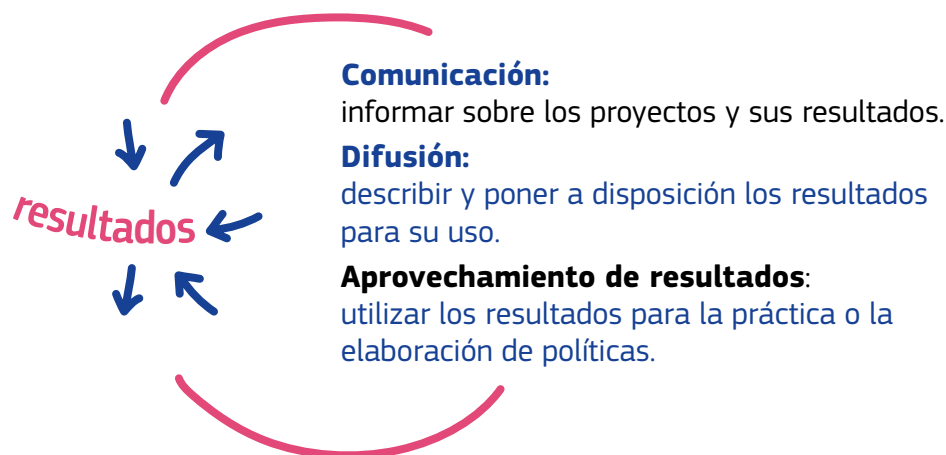 Comunicación:
informar sobre los proyectos y sus resultados.
Difusión:
describir y poner a disposición los resultados
para su uso.
resultados
Aprovechamiento de resultados:
utilizar los resultados para la práctica o la
elaboración de políticas.